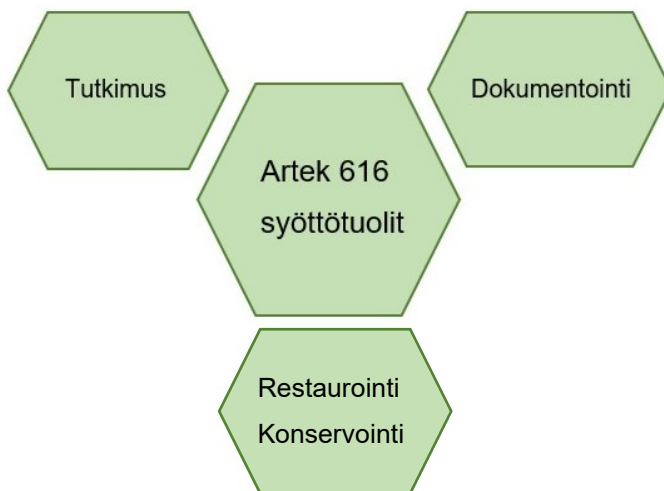 Tutkimus
Dokumentointi
Artek 616
syöttötuolit
Restaurointi
Konservointi